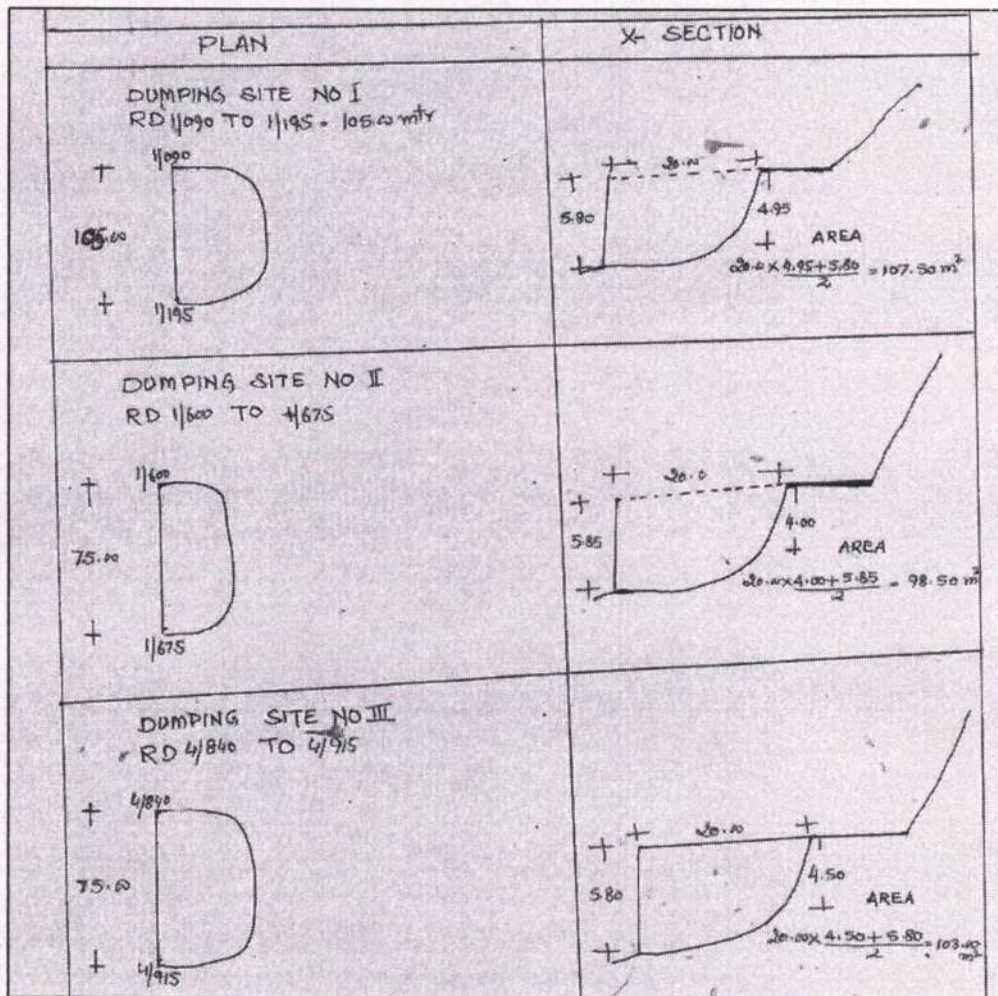 PLAN
X- SECTION
DUMPING SITE NO I
RD 1/090 TO 1/195 = 105.00 mtr
1/090
105.00
1/195
20.00
5.80
4.95
AREA
20.0 × 4.95+5.80 = 107.50 m²
2
DUMPING SITE NO II
RD 1/600 TO 1/675
1/600
75.00
1/675
20.0
5.85
4.00
AREA
20.00 × 4.00+5.85 = 98.50 m²
2
DUMPING SITE NO III
RD 4/840 TO 4/915
4/840
75.00
4/915
20.00
5.80
4.50
AREA
20.00 × 4.50+5.80 = 103.00 m²
2